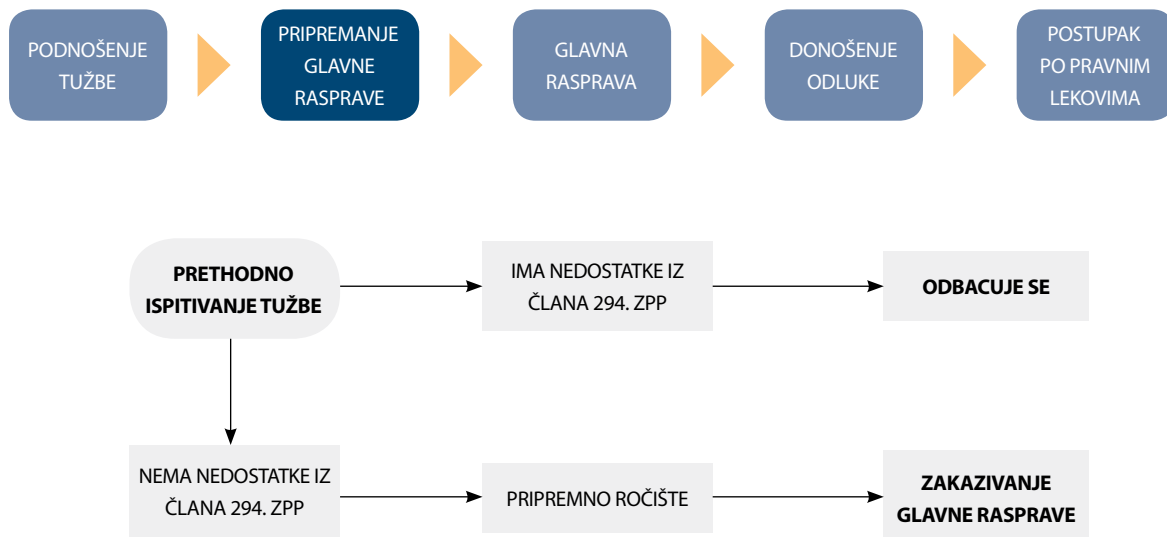 PODNOŠENJE
TUŽBE
PRIPREMANJE
GLAVNE
RASPRAVE
GLAVNA
RASPRAVA
DONOŠENJE
ODLUKE
POSTUPAK
PO PRAVNIM
LEKOVIMA
PRETHODNO
ISPITIVANJE TUŽBE
IMA NEDOSTATKE IZ
ČLANA 294. ZPP
ODBACUJE SE
NEMA NEDOSTATKE IZ
ČLANA 294. ZPP
PRIPREMNO ROČIŠTE
ZAKAZIVANJE
GLAVNE RASPRAVE